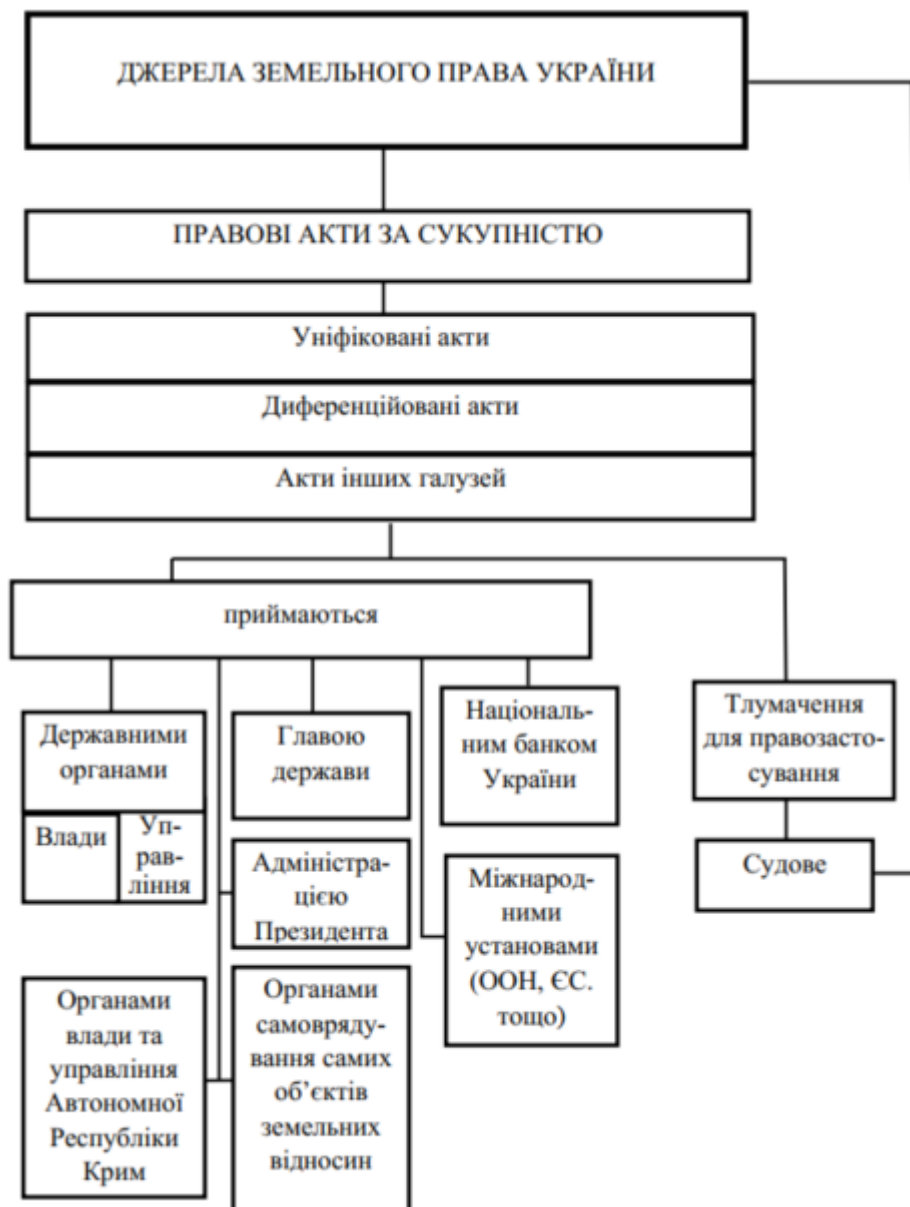 ДЖЕРЕЛА ЗЕМЕЛЬНОГО ПРАВА УКРАЇНИ
ПРАВОВІ АКТИ ЗА СУКУПНІСТЮ
Уніфіковані акти
Диференційовані акти
Акти інших галузей
приймаються
Державними
органами
Влади
Уп-
рав-
ління
Главою
держави
Національ-
ним банком
України
Тлумачення
для правозасто-
сування
Судове
Адміністра-
цією
Президента
Міжнарод-
ними
установами
(ООН, ЄС.
тощо)
Органами
влади та
управління
Автономної
Республіки
Крим
Органами
самовряду-
вання самих
об’єктів
земельних
відносин